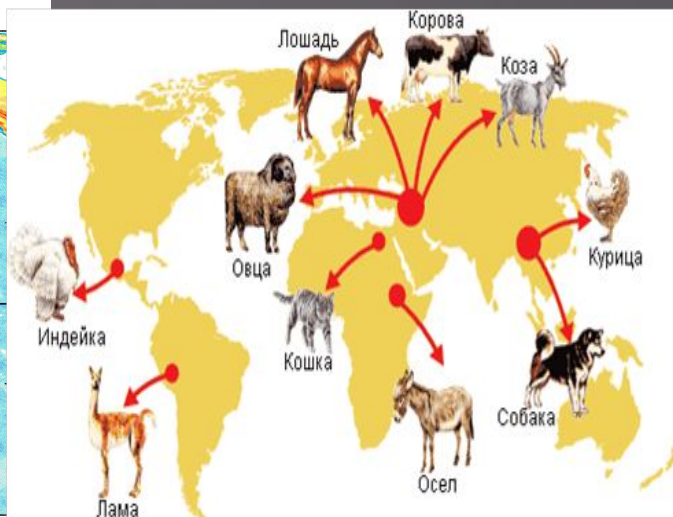 Лошадь
Корова
Коза
Овца
Курица
Индейка
Кошка
Собака
Осел
Лама